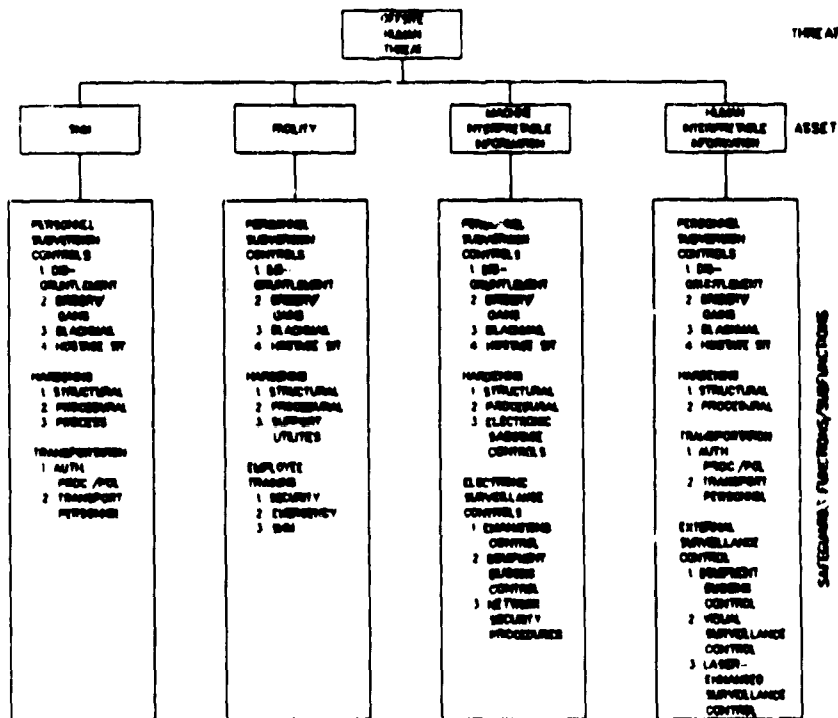 OFFSITE
HUMAN
THREAT
THREAT
SNM
FACILITY
MACHINE
INTERPRETABLE
INFORMATION
HUMAN
INTERPRETABLE
INFORMATION
ASSET
PERSONNEL
SUBVERSION
CONTROLS
1 DIS-
GRUNTLEMENT
2 BRIBERY/
GAINS
3 BLACKMAIL
4 HOSTAGE SIT
HARDENING
1 STRUCTURAL
2 PROCEDURAL
3 PROCESS
TRANSPORTATION
1 AUTH
PROC /POL
2 TRANSPORT
PERSONNEL
PERSONNEL
SUBVERSION
CONTROLS
1 DIS-
GRUNTLEMENT
2 BRIBERY/
GAINS
3 BLACKMAIL
4 HOSTAGE SIT
HARDENING
1 STRUCTURAL
2 PROCEDURAL
3 SUPPORT
UTILITIES
EMPLOYEE
TRAINING
1 SECURITY
2 EMERGENCY
3 SNM
PERSONNEL
SUBVERSION
CONTROLS
1 DIS-
GRUNTLEMENT
2 BRIBERY/
GAINS
3 BLACKMAIL
4 HOSTAGE SIT
HARDENING
1 STRUCTURAL
2 PROCEDURAL
3 ELECTRONIC
SABOTAGE
CONTROLS
ELECTRONIC
SURVEILLANCE
CONTROLS
1 EMANATIONS
CONTROL
2 EQUIPMENT
BUGGING
CONTROL
3 NETWORK
SECURITY
PROCEDURES
PERSONNEL
SUBVERSION
CONTROLS
1 DIS-
GRUNTLEMENT
2 BRIBERY/
GAINS
3 BLACKMAIL
4 HOSTAGE SIT
HARDENING
1 STRUCTURAL
2 PROCEDURAL
TRANSPORTATION
1 AUTH
PROC /POL
2 TRANSPORT
PERSONNEL
EXTERNAL
SURVEILLANCE
CONTROL
1 EQUIPMENT
BUGGING
CONTROL
2 VISUAL
SURVEILLANCE
CONTROL
3 LASER-
ENHANCED
SURVEILLANCE
CONTROL
SAFEGUARDS FUNCTIONS/SUBFUNCTIONS